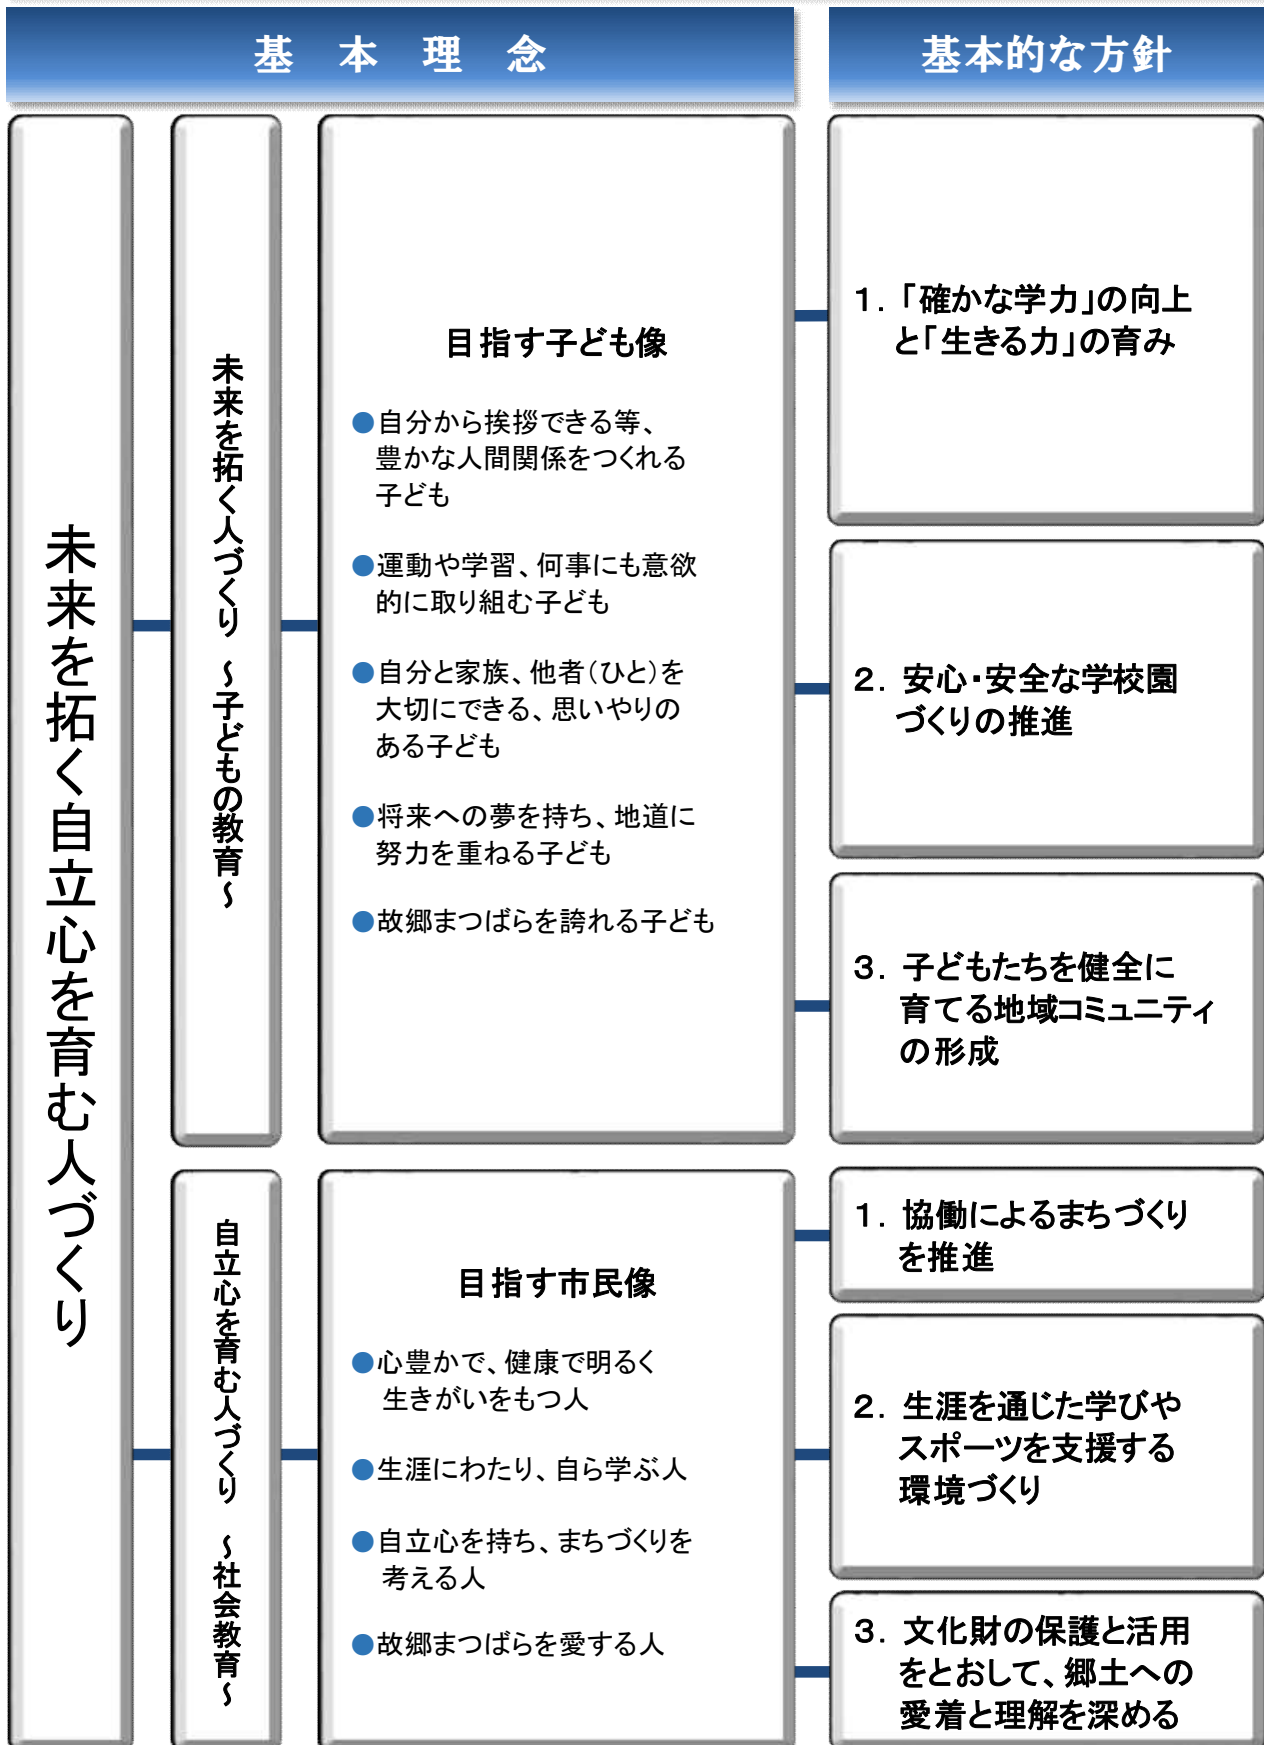 基本理念
基本的な方針
未来を拓く自立心を育む人づくり
未来を拓く人づくり ～子どもの教育～
目指す子ども像
●自分から挨拶できる等、
豊かな人間関係をつくれる
子ども
●運動や学習、何事にも意欲
的に取り組む子ども
●自分と家族、他者(ひと)を
大切にできる、思いやりの
ある子ども
●将来への夢を持ち、地道に
努力を重ねる子ども
●故郷まつばらを誇れる子ども
1. 「確かな学力」の向上
と「生きる力」の育み
2. 安心・安全な学校園
づくりの推進
3. 子どもたちを健全に
育てる地域コミュニティ
の形成
自立心を育む人づくり ～社会教育～
目指す市民像
●心豊かで、健康で明るく
生きがいをもつ人
●生涯にわたり、自ら学ぶ人
●自立心を持ち、まちづくりを
考える人
●故郷まつばらを愛する人
1. 協働によるまちづくり
を推進
2. 生涯を通じた学びや
スポーツを支援する
環境づくり
3. 文化財の保護と活用
をとおして、郷土への
愛着と理解を深める